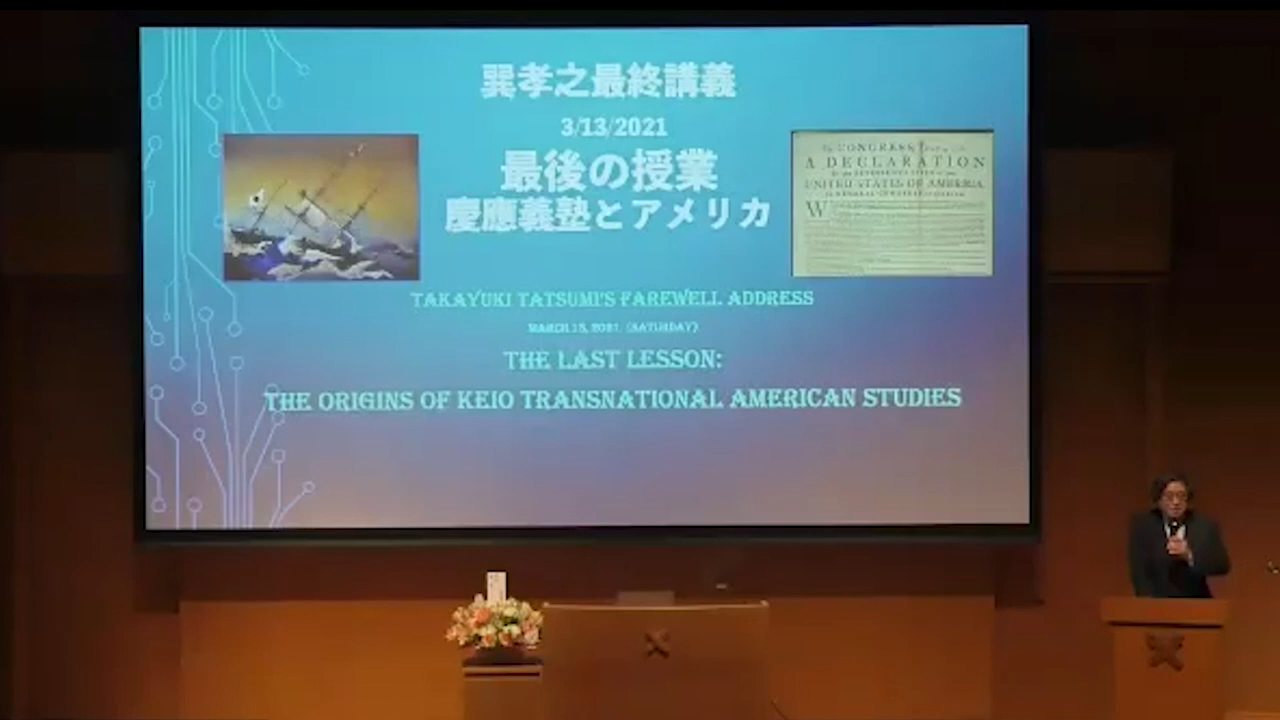 巽孝之最終講義
3/13/2021
最後の授業
慶應義塾とアメリカ
CONGRESS
A DECLARATION
UNITED STATES OF AMERICA
TAKAYUKI TATSUMI'S FAREWELL ADDRESS
MARCH 13, 2021 (SATURDAY)
THE LAST LESSON:
THE ORIGINS OF KEIO TRANSNATIONAL AMERICAN STUDIES